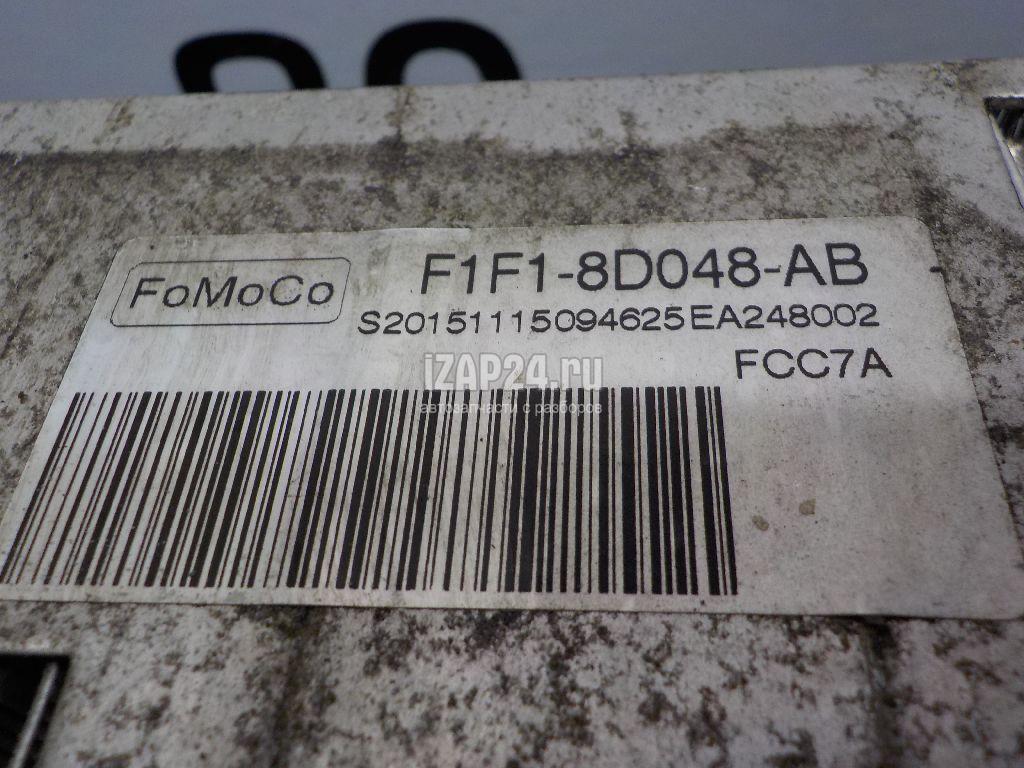 FoMoCo
F1F1-8D048-AB
S20151115094625EA248002
FCC7A
iZAP24.ru
автозапчасти с разборов